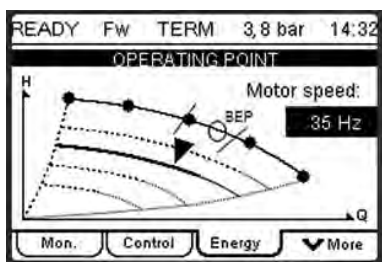 READY Fw TERM 3,8 bar 14:32
OPERATING POINT
H
Motor speed:
BEP
35 Hz
Q
Mon. Control Energy More